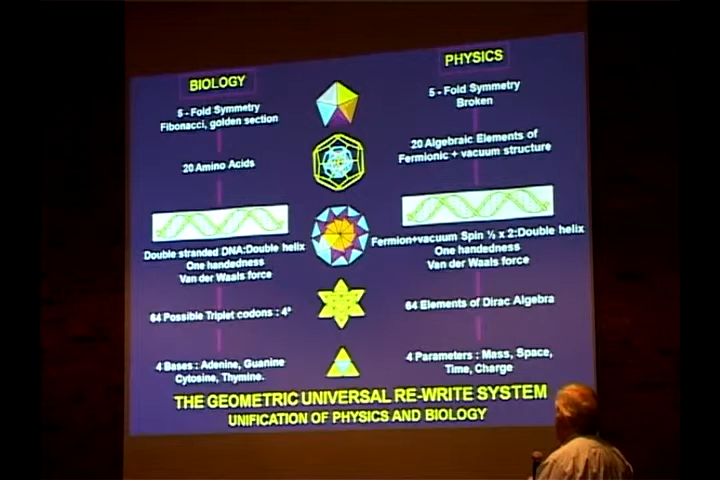 BIOLOGY
5 - Fold Symmetry
Fibonacci, golden section
20 Amino Acids
Double stranded DNA:Double helix
One handedness
Van der Waals force
64 Possible Triplet codons : 4³
4 Bases : Adenine, Guanine
Cytosine, Thymine.
PHYSICS
5 - Fold Symmetry
Broken
20 Algebraic Elements of
Fermionic + vacuum structure
Fermion+vacuum Spin ½ x 2:Double helix
One handedness
Van der Waals force
64 Elements of Dirac Algebra
4 Parameters : Mass, Space,
Time, Charge
THE GEOMETRIC UNIVERSAL RE-WRITE SYSTEM
UNIFICATION OF PHYSICS AND BIOLOGY